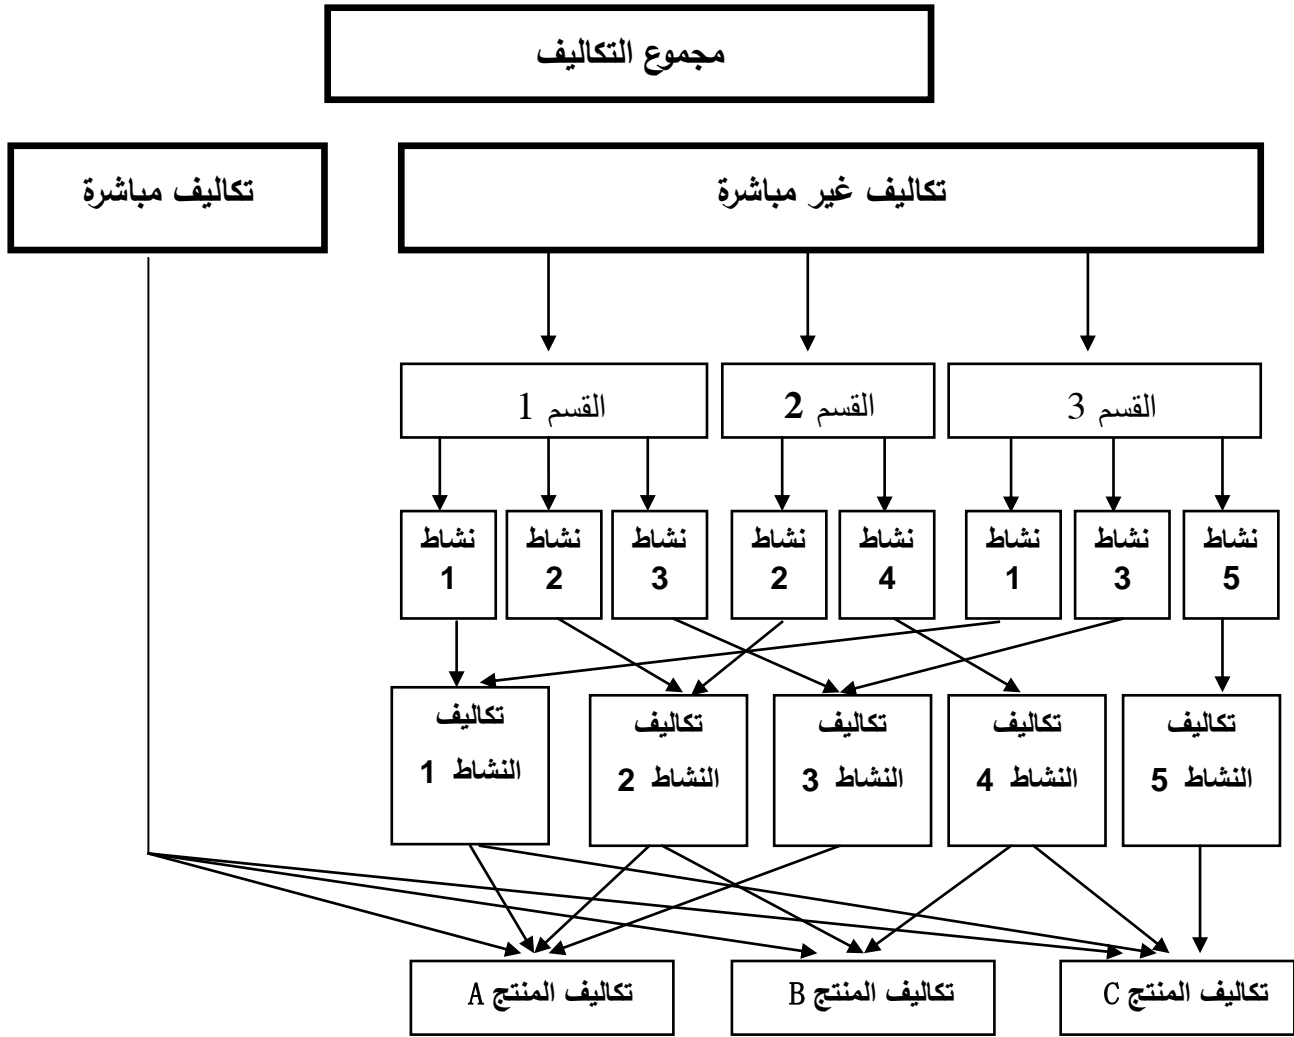 مجموع التكاليف
تكاليف غير مباشرة
تكاليف مباشرة
القسم 3
القسم 2
القسم 1
نشاط
5
نشاط
3
نشاط
1
نشاط
4
نشاط
2
نشاط
3
نشاط
2
نشاط
1
تكاليف
النشاط 5
تكاليف
النشاط 4
تكاليف
النشاط 3
تكاليف
النشاط 2
تكاليف
النشاط 1
تكاليف المنتج C
تكاليف المنتج B
تكاليف المنتج A